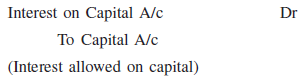 Interest on Capital A/c Dr
To Capital A/c
(Interest allowed on capital)